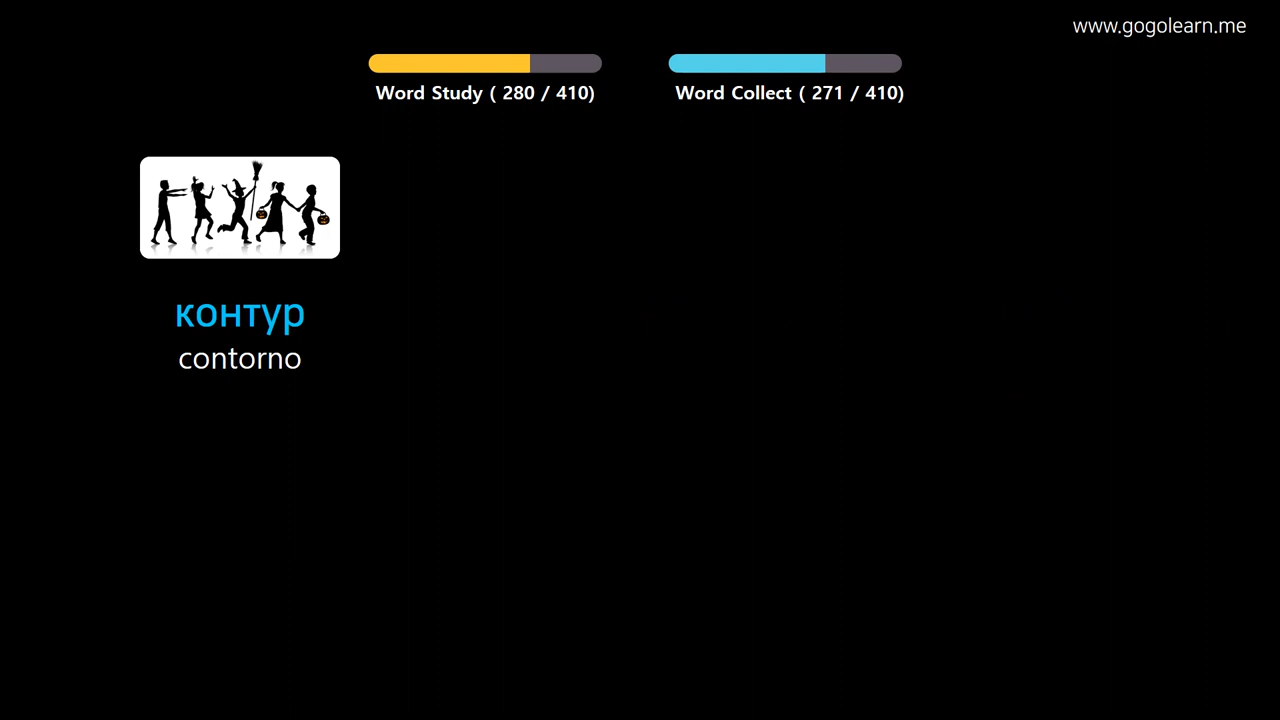 www.gogolearn.me
Word Study ( 280 / 410)
Word Collect ( 271 / 410)
контур
contorno